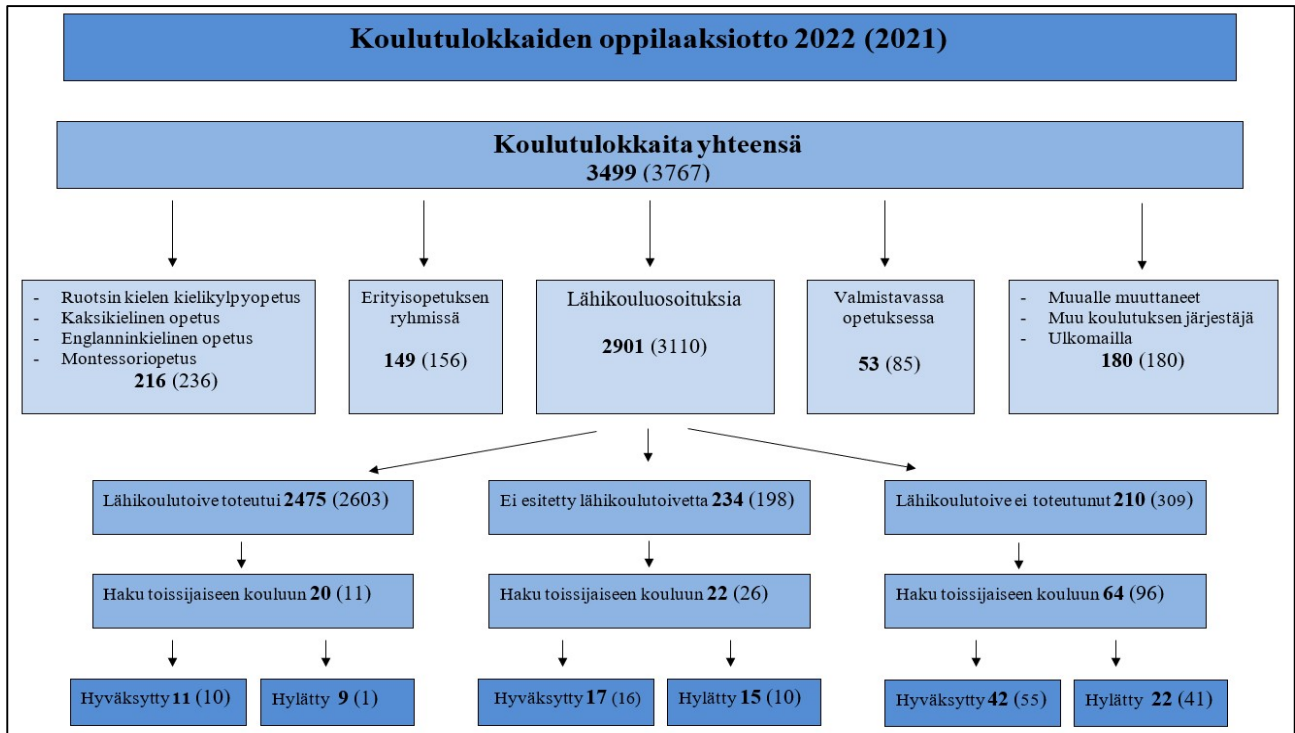 Koulutulokkaiden oppilaaksiotto 2022 (2021)
Koulutulokkaita yhteensä
3499 (3767)
- Ruotsin kielen kielikylpyopetus
- Kaksikielinen opetus
- Englanninkielinen opetus
- Montessoriopetus
216 (236)
Erityisopetuksen
ryhmissä
149 (156)
Lähikouluosoituksia
2901 (3110)
Valmistavassa
opetuksessa
53 (85)
- Muualle muuttaneet
- Muu koulutuksen järjestäjä
- Ulkomailla
180 (180)
Lähikoulutoive toteutui 2475 (2603)
Ei esitetty lähikoulutoivetta 234 (198)
Lähikoulutoive ei toteutunut 210 (309)
Haku toissijaiseen kouluun 20 (11)
Haku toissijaiseen kouluun 22 (26)
Haku toissijaiseen kouluun 64 (96)
Hyväksytty 11 (10)
Hylätty 9 (1)
Hyväksytty 17 (16)
Hylätty 15 (10)
Hyväksytty 42 (55)
Hylätty 22 (41)